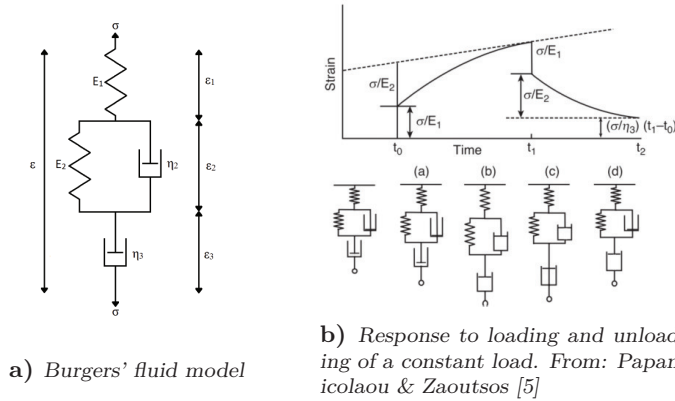 σ
E₁
ε₁
E₂
η₂
ε
ε₂
η₃
ε₃
σ
a) Burgers’ fluid model
Strain
σ/E₁
σ/E₂
σ/E₂
σ/E₁
(σ/η₃) (t₁–t₀)
t₀
Time
t₁
t₂
(a)
(b)
(c)
(d)
b) Response to loading and unload
ing of a constant load. From: Papan
icolaou & Zaoutsos [5]